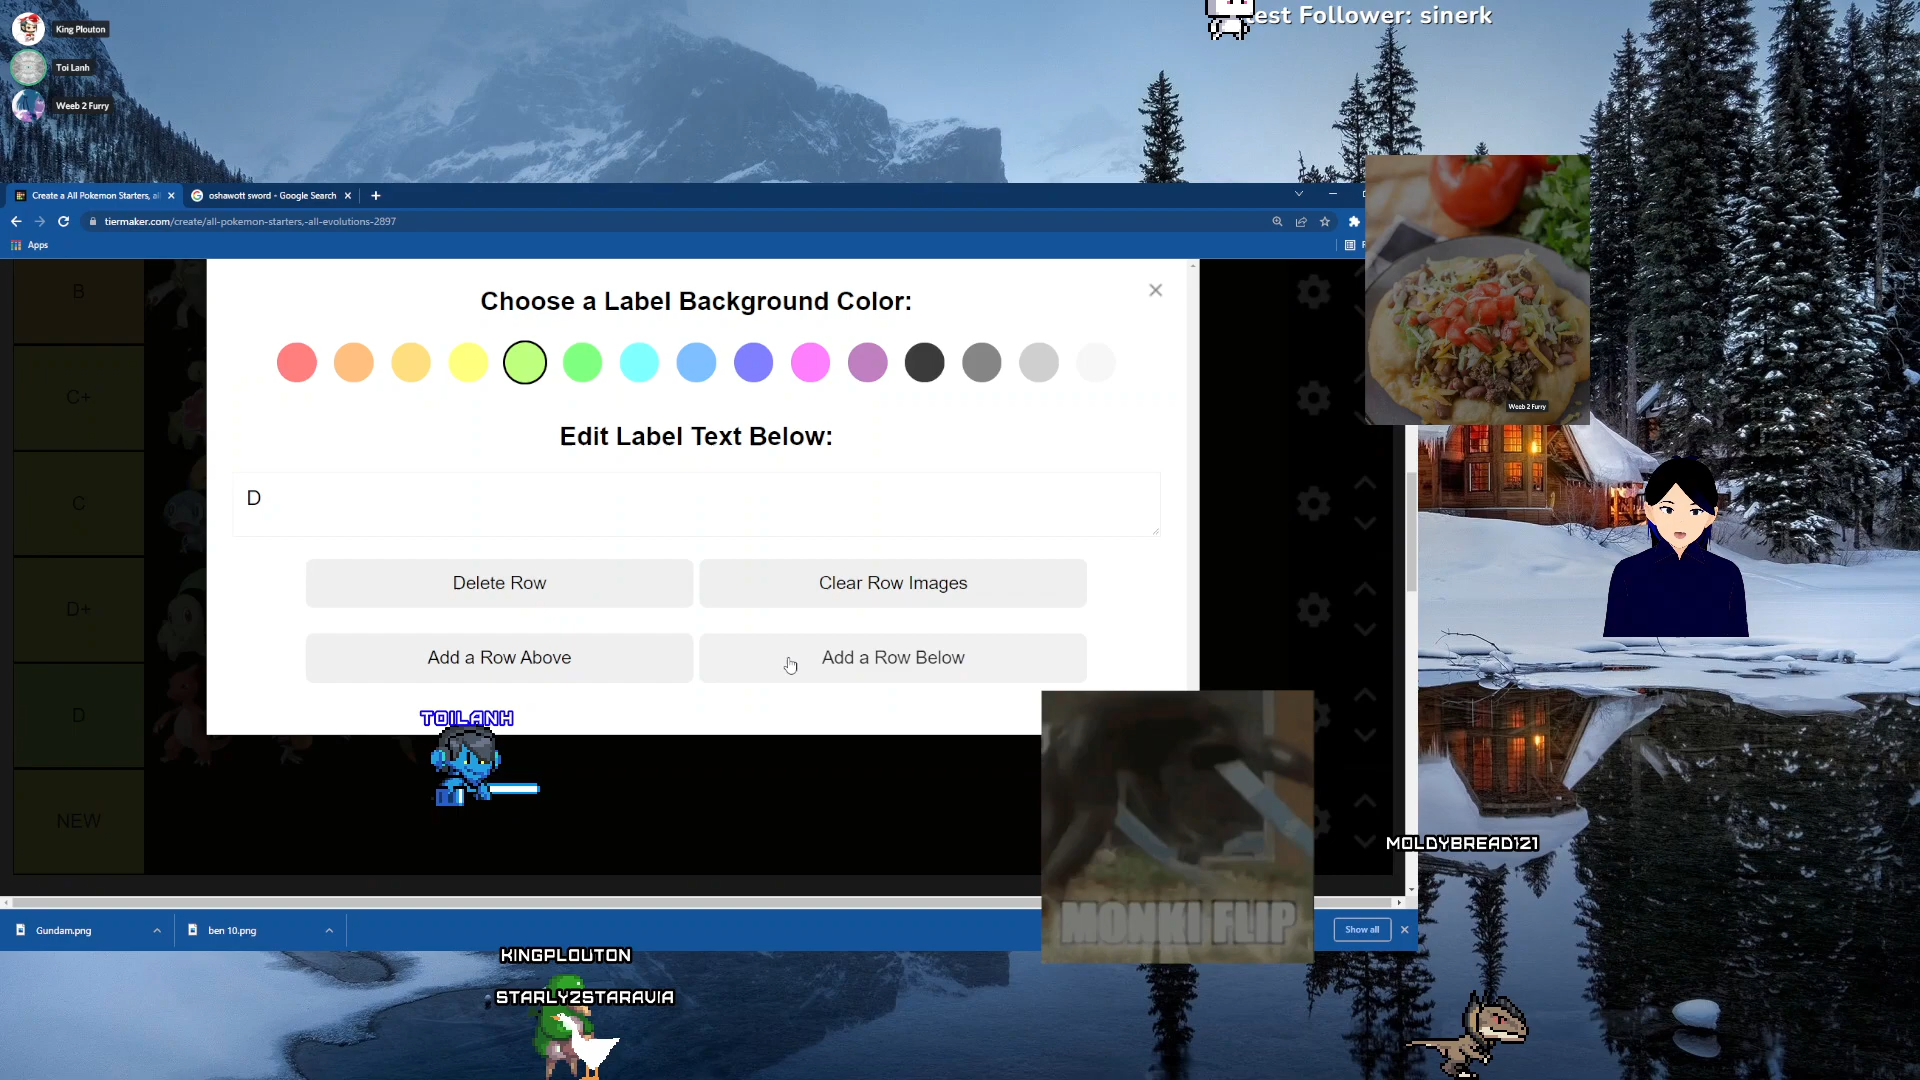 King Plouton
Toi Lanh
Weeb 2 Furry
est Follower: sinerk
Create a All Pokemon Starters, al
oshawott sword - Google Search
tiermaker.com/create/all-pokemon-starters,-all-evolutions-2897
Apps
B
C+
C
D+
D
NEW
Choose a Label Background Color:
Edit Label Text Below:
D
Delete Row
Clear Row Images
Add a Row Above
Add a Row Below
Weeb 2 Furry
TOILANH
MONKI FLIP
MOLDYBREAD121
Gundam.png
ben 10.png
Show all
KINGPLOUTON
STARLY2STARAVIA